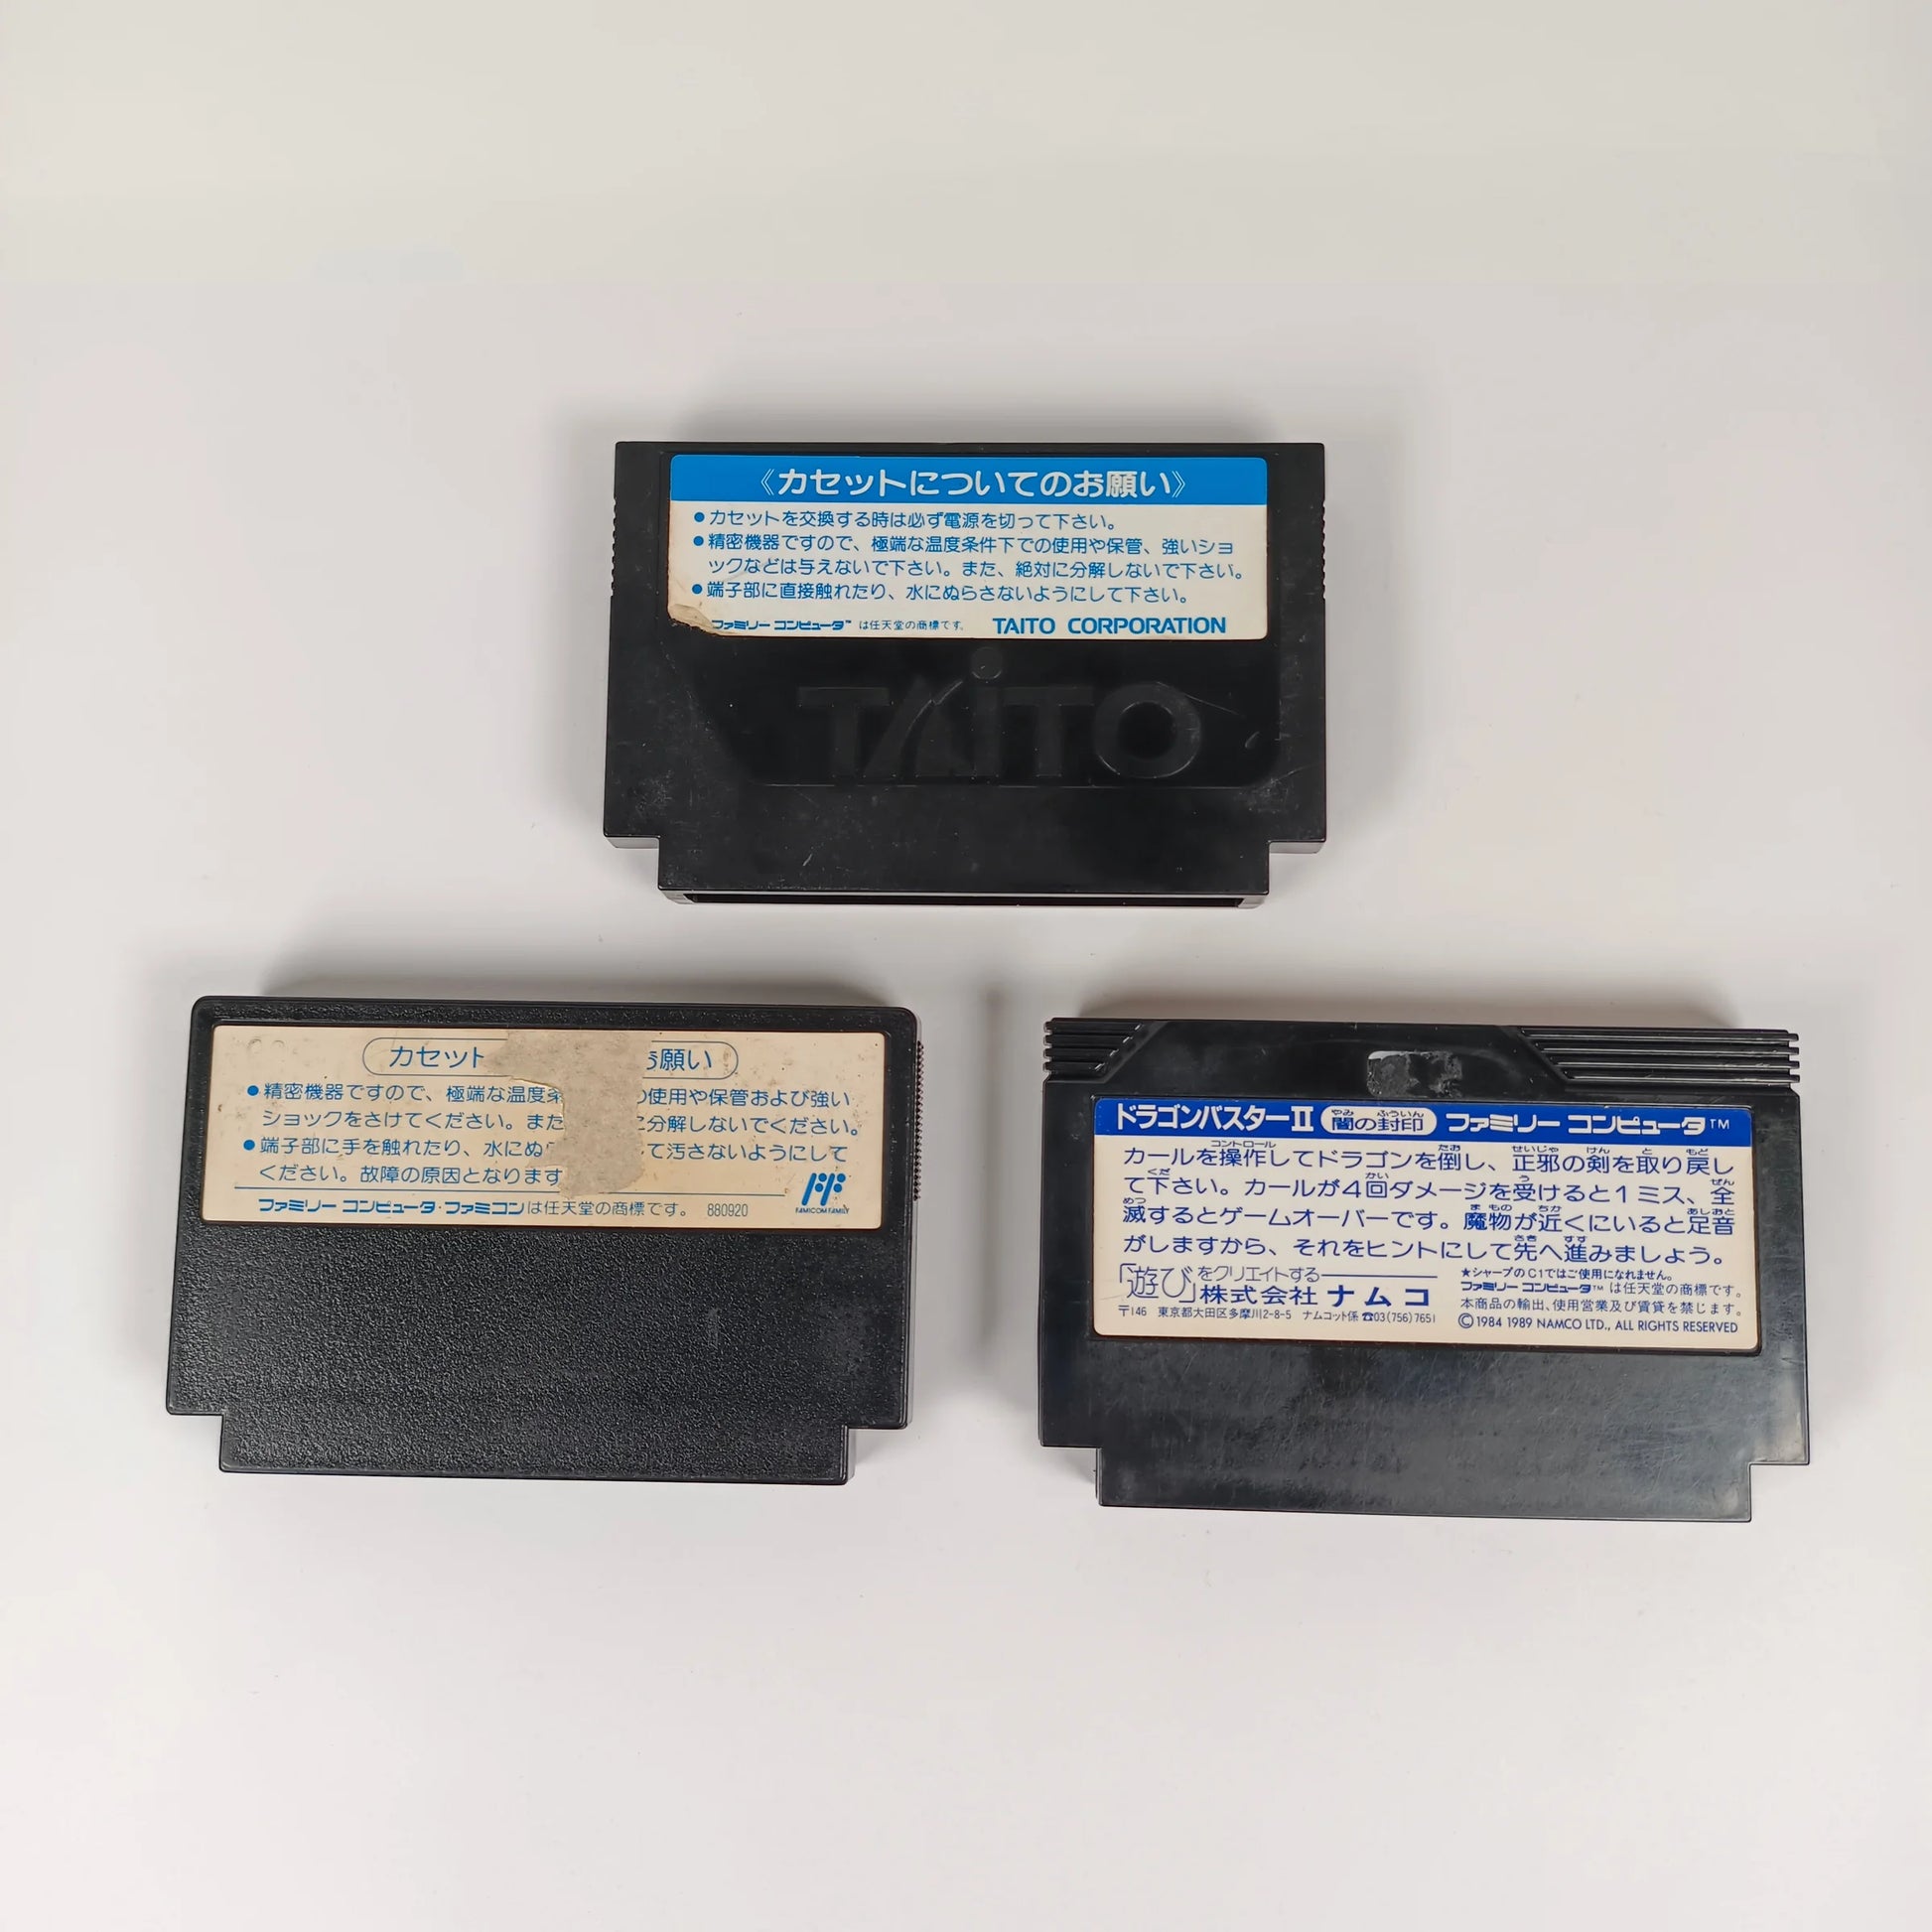 《カセットについてのお願い》
●カセットを交換する時は必ず電源を切って下さい。
●精密機器ですので、極端な温度条件下での使用や保管、強いショ
ックなどは与えないで下さい。また、絶対に分解しないで下さい。
●端子部に直接触れたり、水にぬらさないようにして下さい。
ファミリー コンピュータ™ は任天堂の商標です。 TAITO CORPORATION
TAITO
カセット お願い
●精密機器ですので、極端な温度条 の使用や保管および強い
ショックをさけてください。また に分解しないでください。
●端子部に手を触れたり、水にぬら て汚さないようにして
ください。故障の原因となります
FAMICOM FAMILY
ファミリー コンピュータ・ファミコンは任天堂の商標です。 880920
ドラゴンバスターII 闇の封印 ファミリー コンピュータ™
カールを操作してドラゴンを倒し、正邪の剣を取り戻し
て下さい。カールが4回ダメージを受けると1ミス、全
滅するとゲームオーバーです。魔物が近くにいると足音
がしますから、それをヒントにして先へ進みましょう。
「遊び」をクリエイトする
株式会社 ナムコ
〒146 東京都大田区多摩川2-8-5 ナムコット係 ☎03(756)7651
★シャープのC1ではご使用になれません。
ファミリー コンピュータ™ は任天堂の商標です。
本商品の輸出、使用営業及び賃貸を禁じます。
©1984 1989 NAMCO LTD., ALL RIGHTS RESERVED